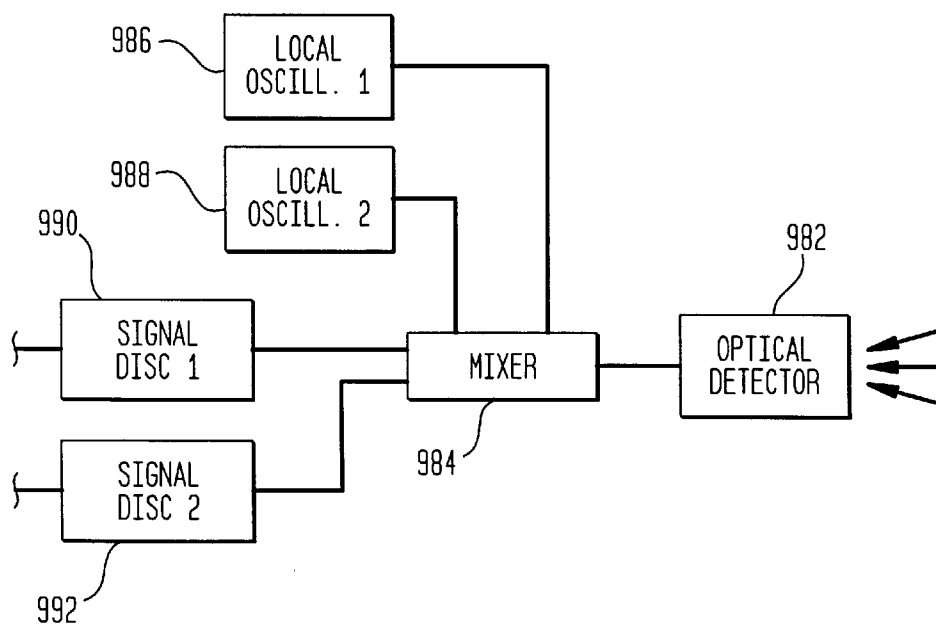 986
LOCAL
OSCILL. 1
988
LOCAL
OSCILL. 2
990
982
SIGNAL
DISC 1
MIXER
OPTICAL
DETECTOR
984
SIGNAL
DISC 2
992